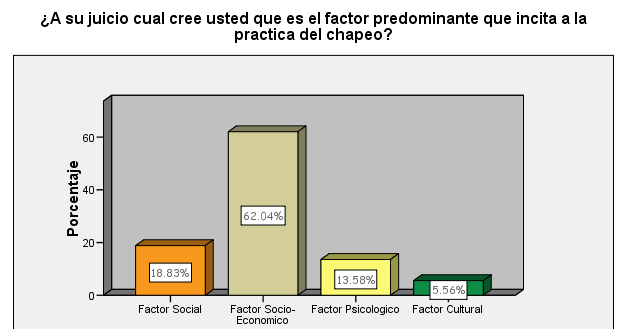 ¿A su juicio cual cree usted que es el factor predominante que incita a la
practica del chapeo?
Porcentaje
60
40
20
0
18.83%
62.04%
13.58%
5.56%
Factor Social
Factor Socio-
Economico
Factor Psicologico
Factor Cultural